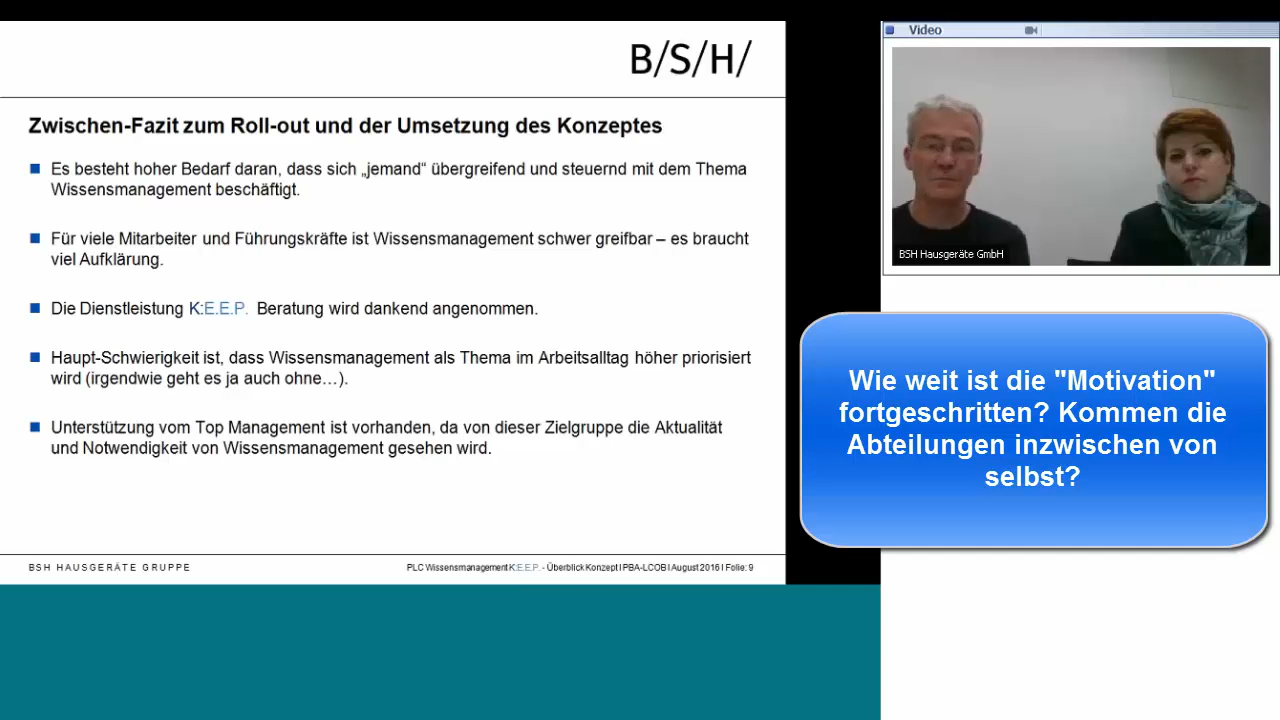 B/S/H/
Zwischen-Fazit zum Roll-out und der Umsetzung des Konzeptes
Es besteht hoher Bedarf daran, dass sich „jemand“ übergreifend und steuernd mit dem Thema
Wissensmanagement beschäftigt.
Für viele Mitarbeiter und Führungskräfte ist Wissensmanagement schwer greifbar – es braucht
viel Aufklärung.
Die Dienstleistung K:E.E.P. Beratung wird dankend angenommen.
Haupt-Schwierigkeit ist, dass Wissensmanagement als Thema im Arbeitsalltag höher priorisiert
wird (irgendwie geht es ja auch ohne…).
Unterstützung vom Top Management ist vorhanden, da von dieser Zielgruppe die Aktualität
und Notwendigkeit von Wissensmanagement gesehen wird.
BSH HAUSGERÄTE GRUPPE
PLC Wissensmanagement K:E.E.P. - Überblick Konzept I PBA-LCOB I August 2016 I Folie: 9
Video
BSH Hausgeräte GmbH
Wie weit ist die "Motivation"
fortgeschritten? Kommen die
Abteilungen inzwischen von
selbst?